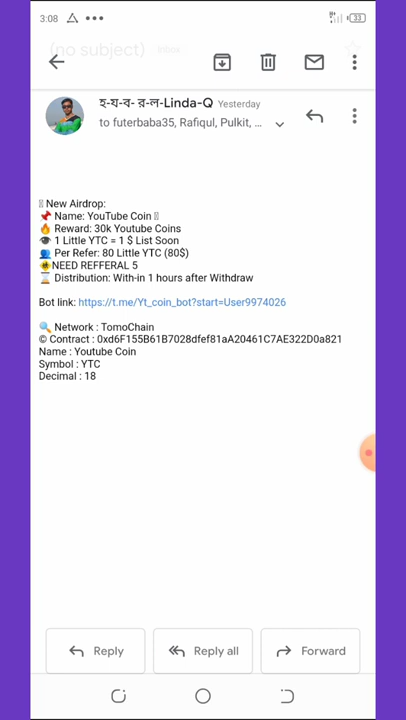 3:08
33
(no subject) Inbox
হ-য-ব- র-ল-Linda-Q Yesterday
to futerbaba35, Rafiqul, Pulkit, ...
New Airdrop:
📌 Name: YouTube Coin
🔥 Reward: 30k Youtube Coins
👁 1 Little YTC = 1 $ List Soon
👥 Per Refer: 80 Little YTC (80$)
NEED REFFERAL 5
⌛ Distribution: With-in 1 hours after Withdraw
Bot link: https://t.me/Yt_coin_bot?start=User9974026
🔍 Network : TomoChain
© Contract : 0xd6F155B61B7028dfef81aA20461C7AE322D0a821
Name : Youtube Coin
Symbol : YTC
Decimal : 18
Reply
Reply all
Forward